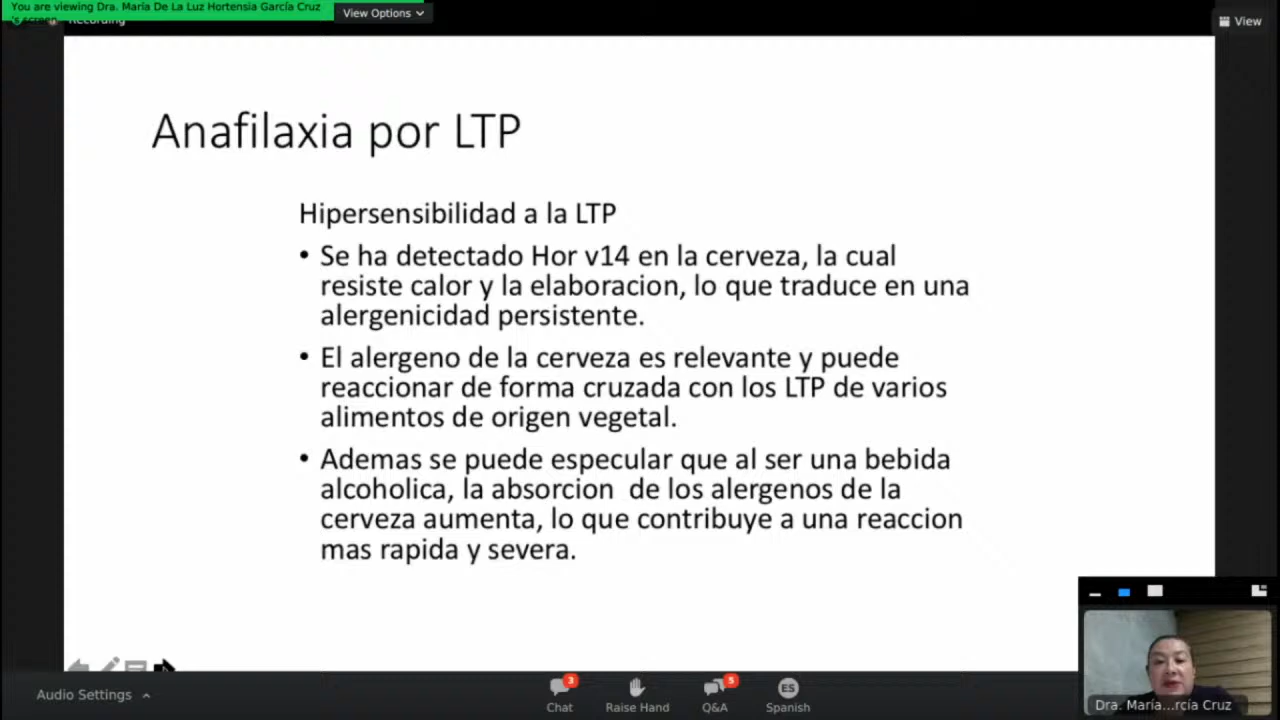 You are viewing Dra. María De La Luz Hortensia García Cruz
's screen
View Options
Recording
View
Anafilaxia por LTP
Hipersensibilidad a la LTP
• Se ha detectado Hor v14 en la cerveza, la cual
resiste calor y la elaboracion, lo que traduce en una
alergenicidad persistente.
• El alergeno de la cerveza es relevante y puede
reaccionar de forma cruzada con los LTP de varios
alimentos de origen vegetal.
• Ademas se puede especular que al ser una bebida
alcoholica, la absorcion  de los alergenos de la
cerveza aumenta, lo que contribuye a una reaccion
mas rapida y severa.
Audio Settings
3
Chat
Raise Hand
5
Q&A
ES
Spanish
Dra. María...rcía Cruz